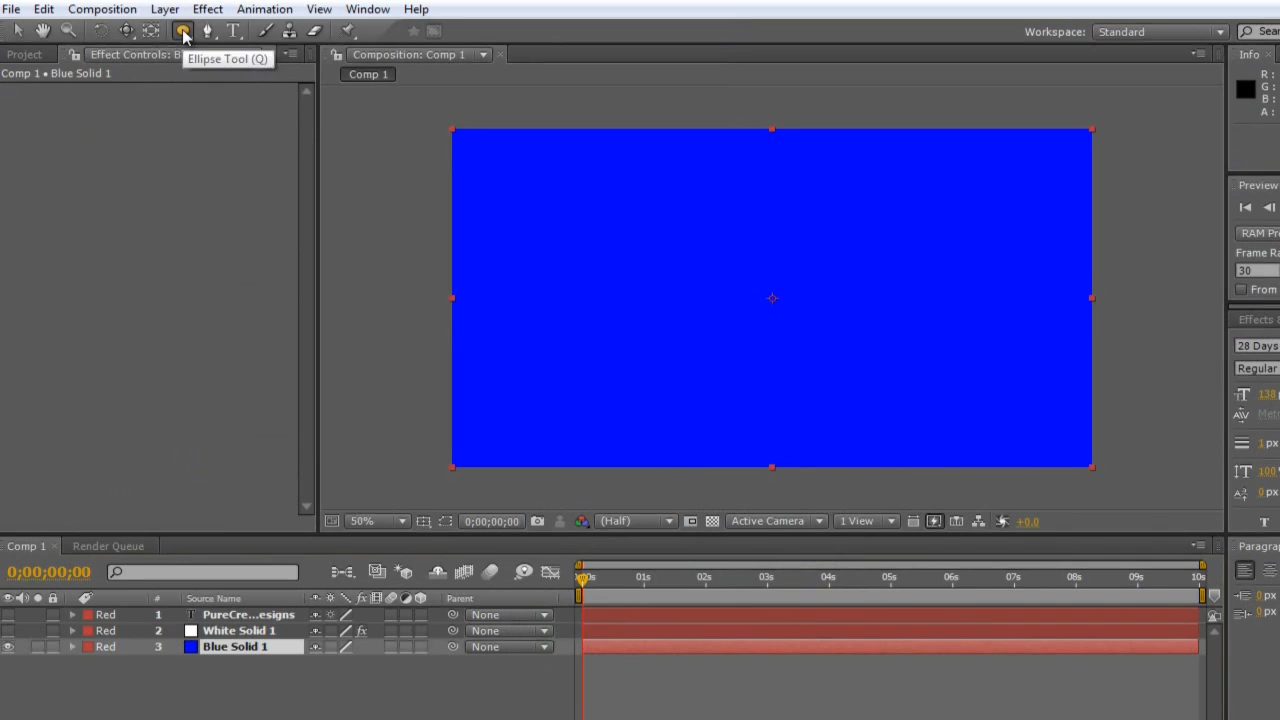 File Edit Composition Layer Effect Animation View Window Help
Workspace: Standard Sear
Ellipse Tool (Q)
Project Effect Controls: B Composition: Comp 1 Info
Comp 1 • Blue Solid 1 Comp 1
R :
G :
B :
A :
Preview
RAM Pre
Frame Ra
30
From
Effects &
28 Days
Regular
138
Metr
1 px
100
0 px
T
50% 0;00;00;00 (Half) Active Camera 1 View +0.0
Comp 1 Render Queue Paragrap
0;00;00;00
01s 02s 03s 04s 05s 06s 07s 08s 09s 10s
# Source Name fx Parent
0 px
Red 1 T PureCre...esigns None
0 px
Red 2 White Solid 1 fx None
Red 3 Blue Solid 1 None